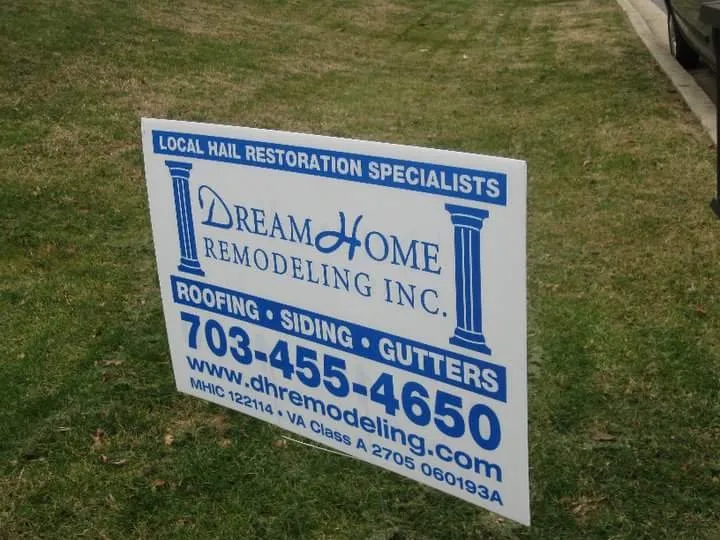 LOCAL HAIL RESTORATION SPECIALISTS
DREAM HOME
REMODELING INC.
ROOFING • SIDING • GUTTERS
703-455-4650
www.dhremodeling.com
MHIC 122114 • VA Class A 2705 060193A